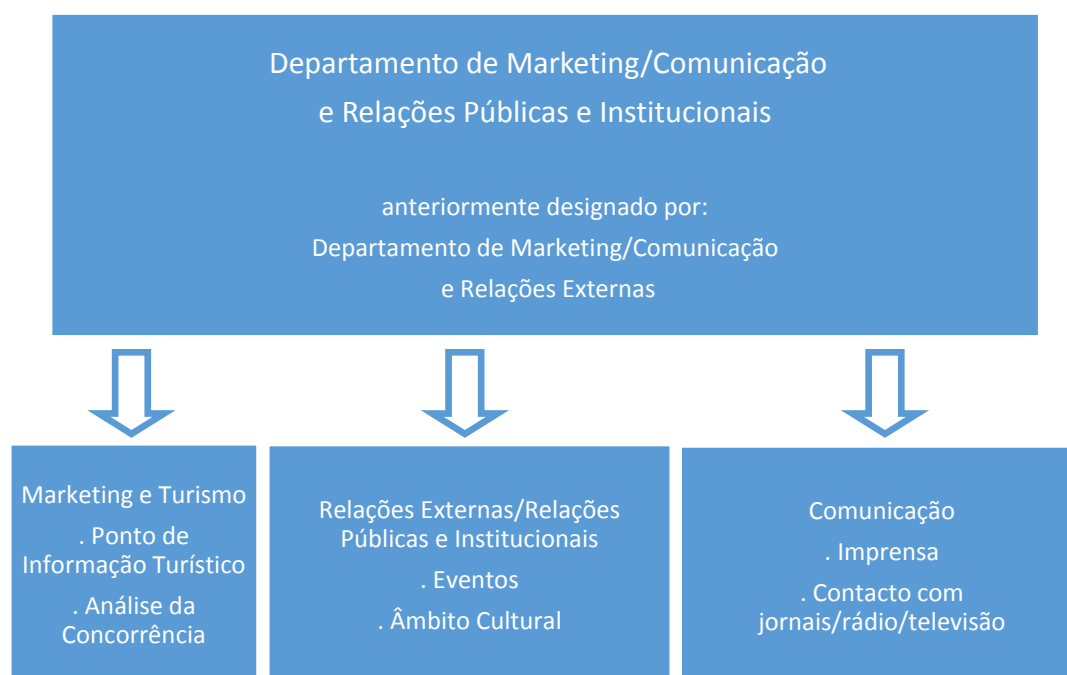 Departamento de Marketing/Comunicação
e Relações Públicas e Institucionais
anteriormente designado por:
Departamento de Marketing/Comunicação
e Relações Externas
Marketing e Turismo
. Ponto de
Informação Turístico
. Análise da
Concorrência
Relações Externas/Relações
Públicas e Institucionais
. Eventos
. Âmbito Cultural
Comunicação
. Imprensa
. Contacto com
jornais/rádio/televisão